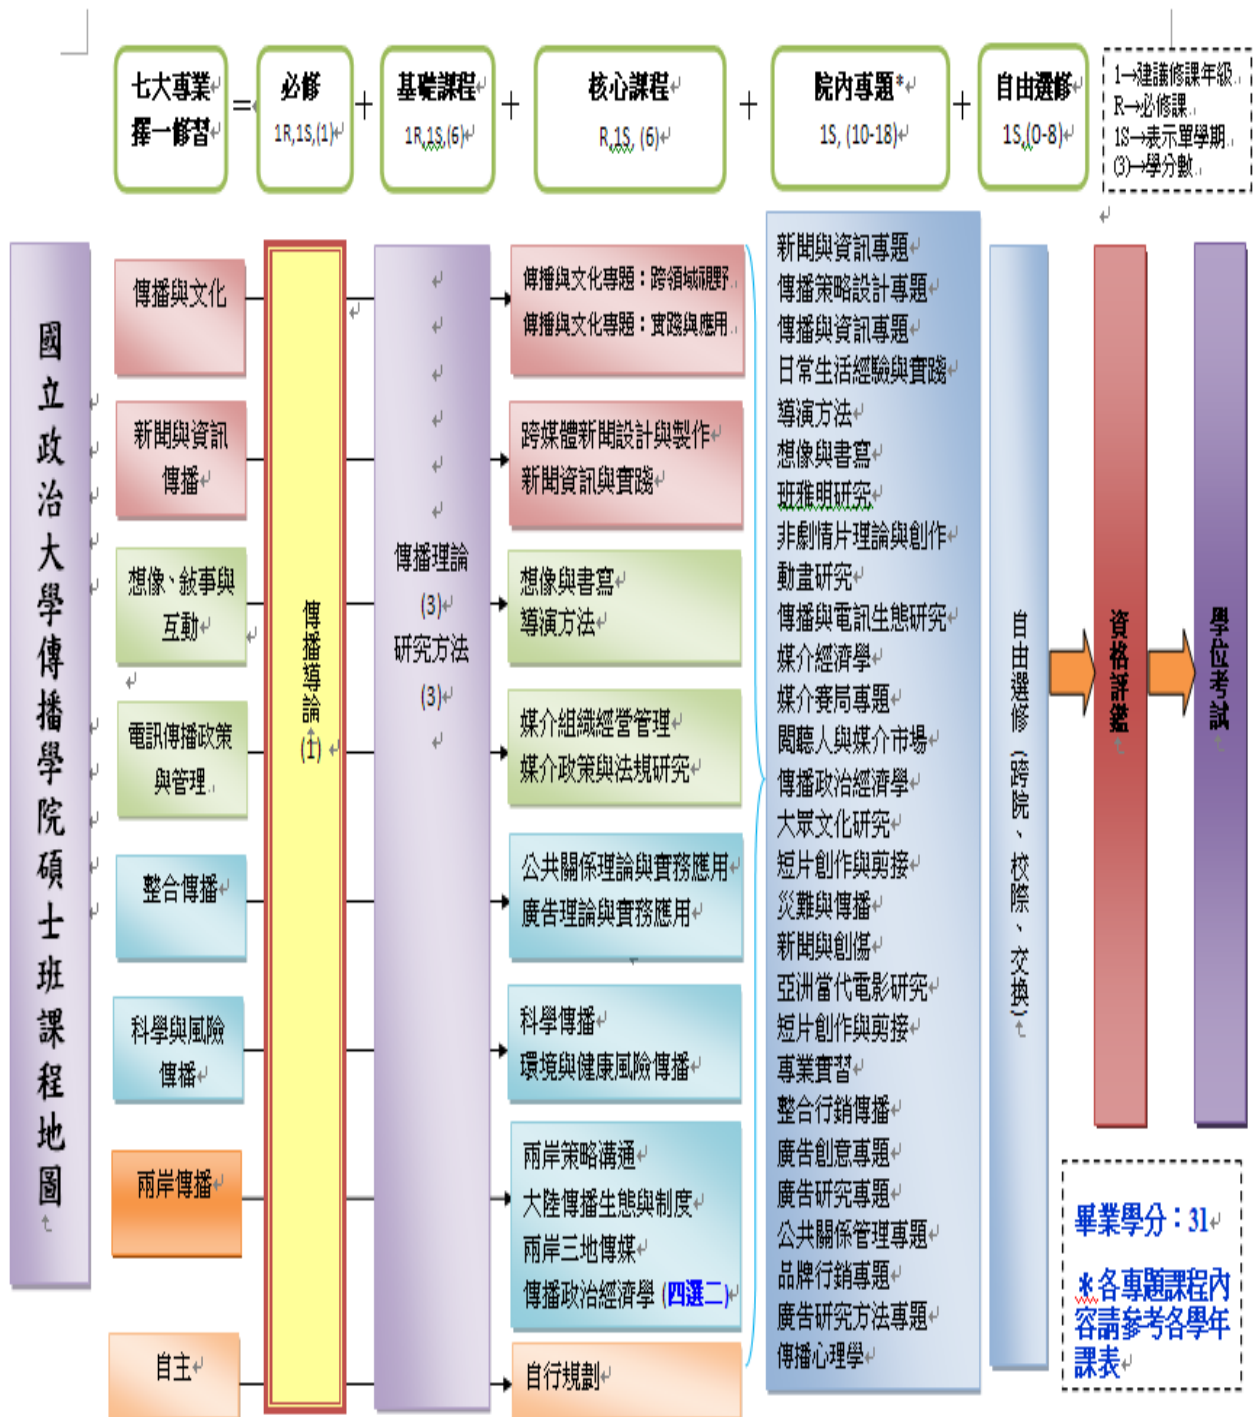 七大專業
擇一修習
=
必修
1R,1S,(1)
+
基礎課程
1R,1S,(6)
+
核心課程
R,1S, (6)
+
院內專題*
1S, (10-18)
+
自由選修
1S,(0-8)
1→建議修課年級
R→必修課
1S→表示單學期
(3)→學分數
國立政治大學傳播學院碩士班課程地圖
傳播與文化
新聞與資訊
傳播
想像、敍事與
互動
電訊傳播政策
與管理
整合傳播
科學與風險
傳播
兩岸傳播
自主
傳播導論
(1)
傳播理論
(3)
研究方法
(3)
傳播與文化專題：跨領域視野
傳播與文化專題：實踐與應用
跨媒體新聞設計與製作
新聞資訊與實踐
想像與書寫
導演方法
媒介組織經營管理
媒介政策與法規研究
公共關係理論與實務應用
廣告理論與實務應用
科學傳播
環境與健康風險傳播
兩岸策略溝通
大陸傳播生態與制度
兩岸三地傳媒
傳播政治經濟學 (四選二)
自行規劃
新聞與資訊專題
傳播策略設計專題
傳播與資訊專題
日常生活經驗與實踐
導演方法
想像與書寫
班雅明研究
非劇情片理論與創作
動畫研究
傳播與電訊生態研究
媒介經濟學
媒介賽局專題
閱聽人與媒介市場
傳播政治經濟學
大眾文化研究
短片創作與剪接
災難與傳播
新聞與創傷
亞洲當代電影研究
短片創作與剪接
專業實習
整合行銷傳播
廣告創意專題
廣告研究專題
公共關係管理專題
品牌行銷專題
廣告研究方法專題
傳播心理學
自由選修(跨院、校際、交換)
資格評鑑
學位考試
畢業學分：31
*各專題課程內
容請參考各學年
課表